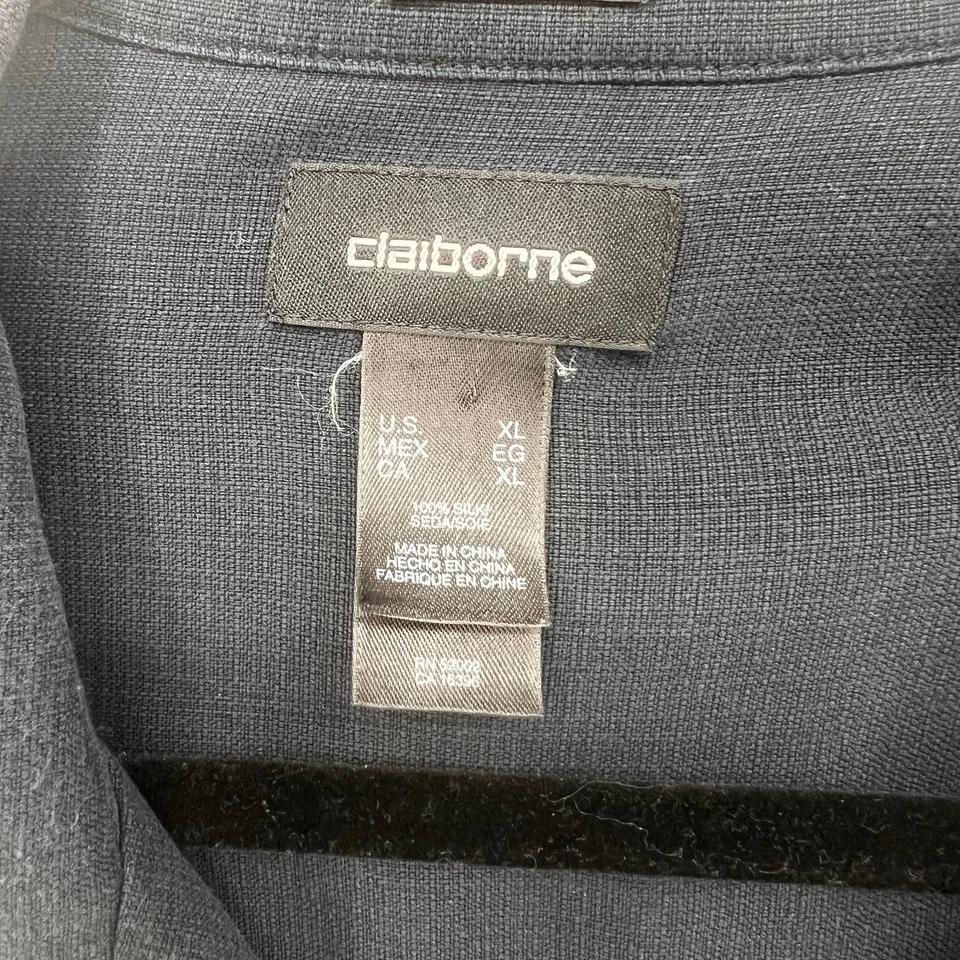 claiborne
U.S. XL
MEX EG
CA XL
100% SILK
SEDA/SOIE
MADE IN CHINA
HECHO EN CHINA
FABRIQUE EN CHINE
RN 52002
CA